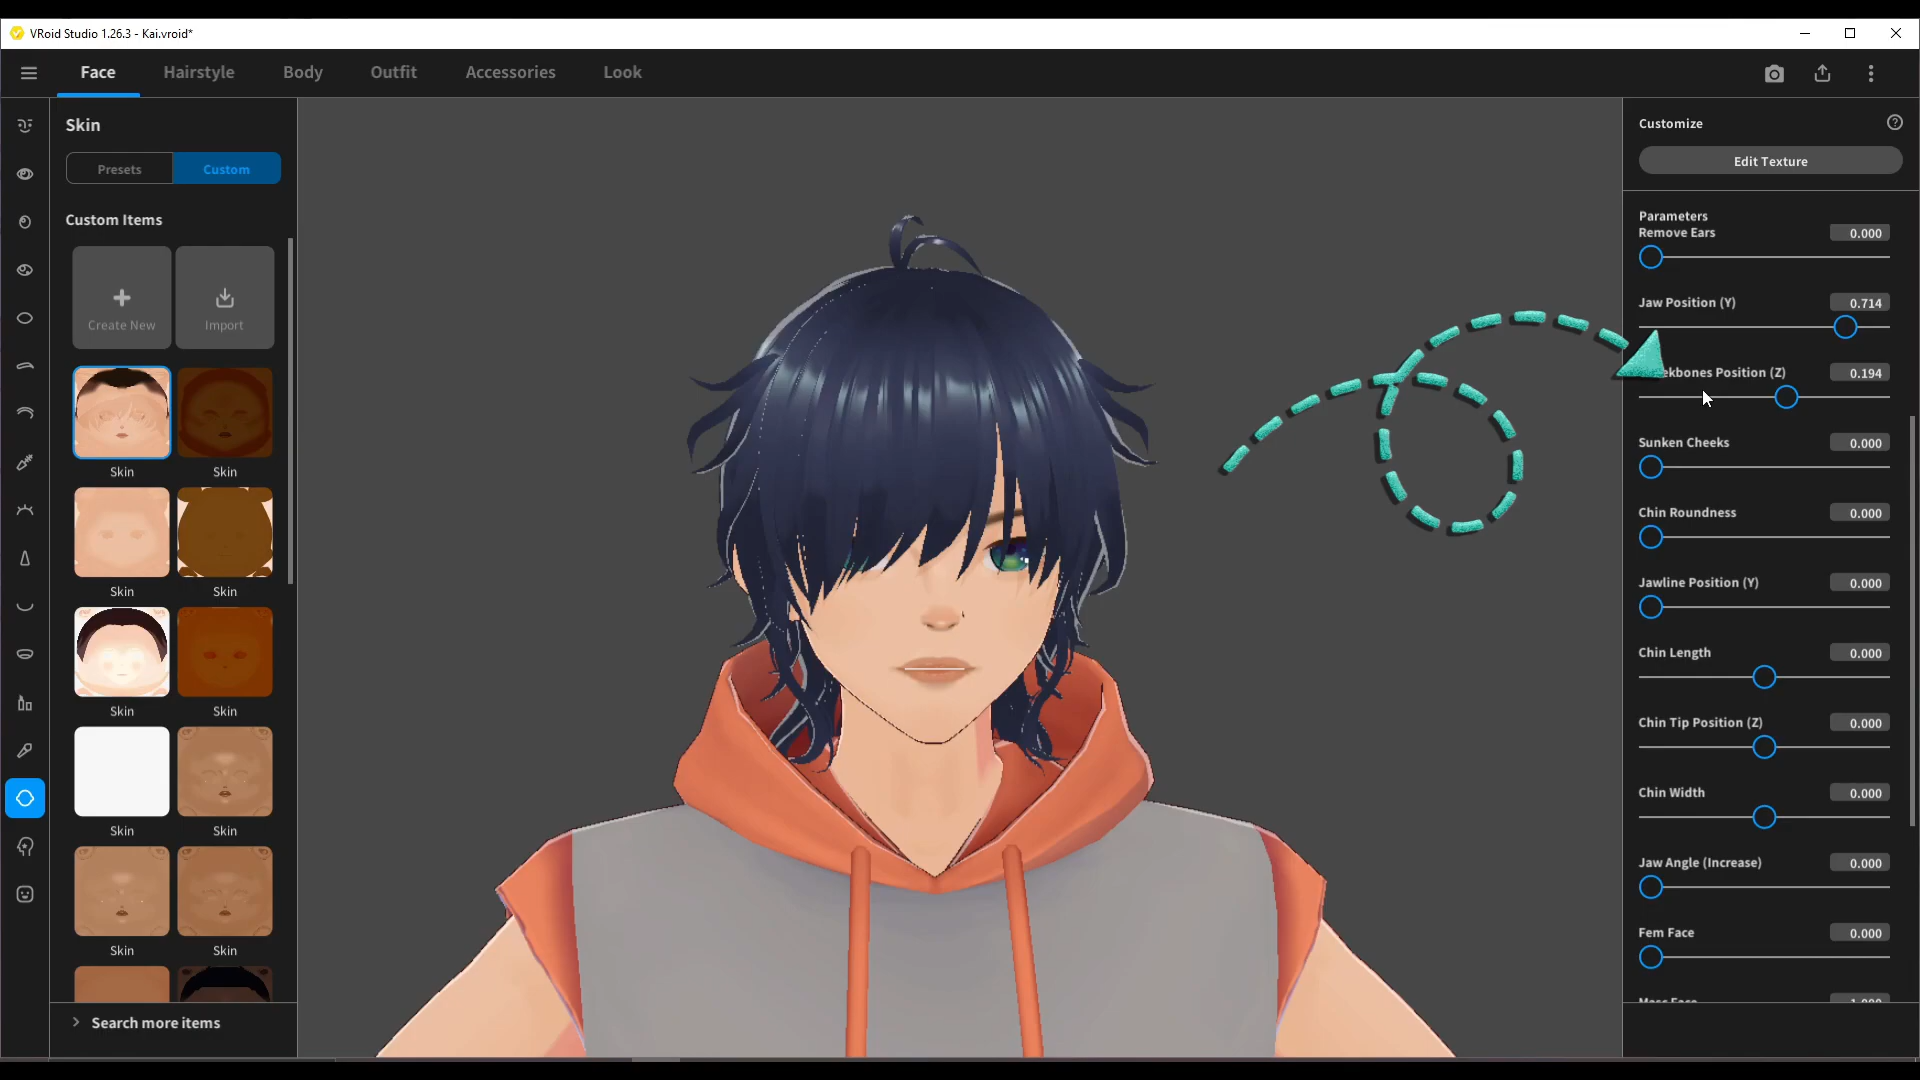 VRoid Studio 1.26.3 - Kai.vroid*
Face Hairstyle Body Outfit Accessories Look
Skin
Presets Custom
Custom Items
Create New Import
Skin Skin
Skin Skin
Skin Skin
Skin Skin
Skin Skin
Search more items
Customize
Edit Texture
Parameters
Remove Ears 0.000
Jaw Position (Y) 0.714
ekbones Position (Z) 0.194
Sunken Cheeks 0.000
Chin Roundness 0.000
Jawline Position (Y) 0.000
Chin Length 0.000
Chin Tip Position (Z) 0.000
Chin Width 0.000
Jaw Angle (Increase) 0.000
Fem Face 0.000